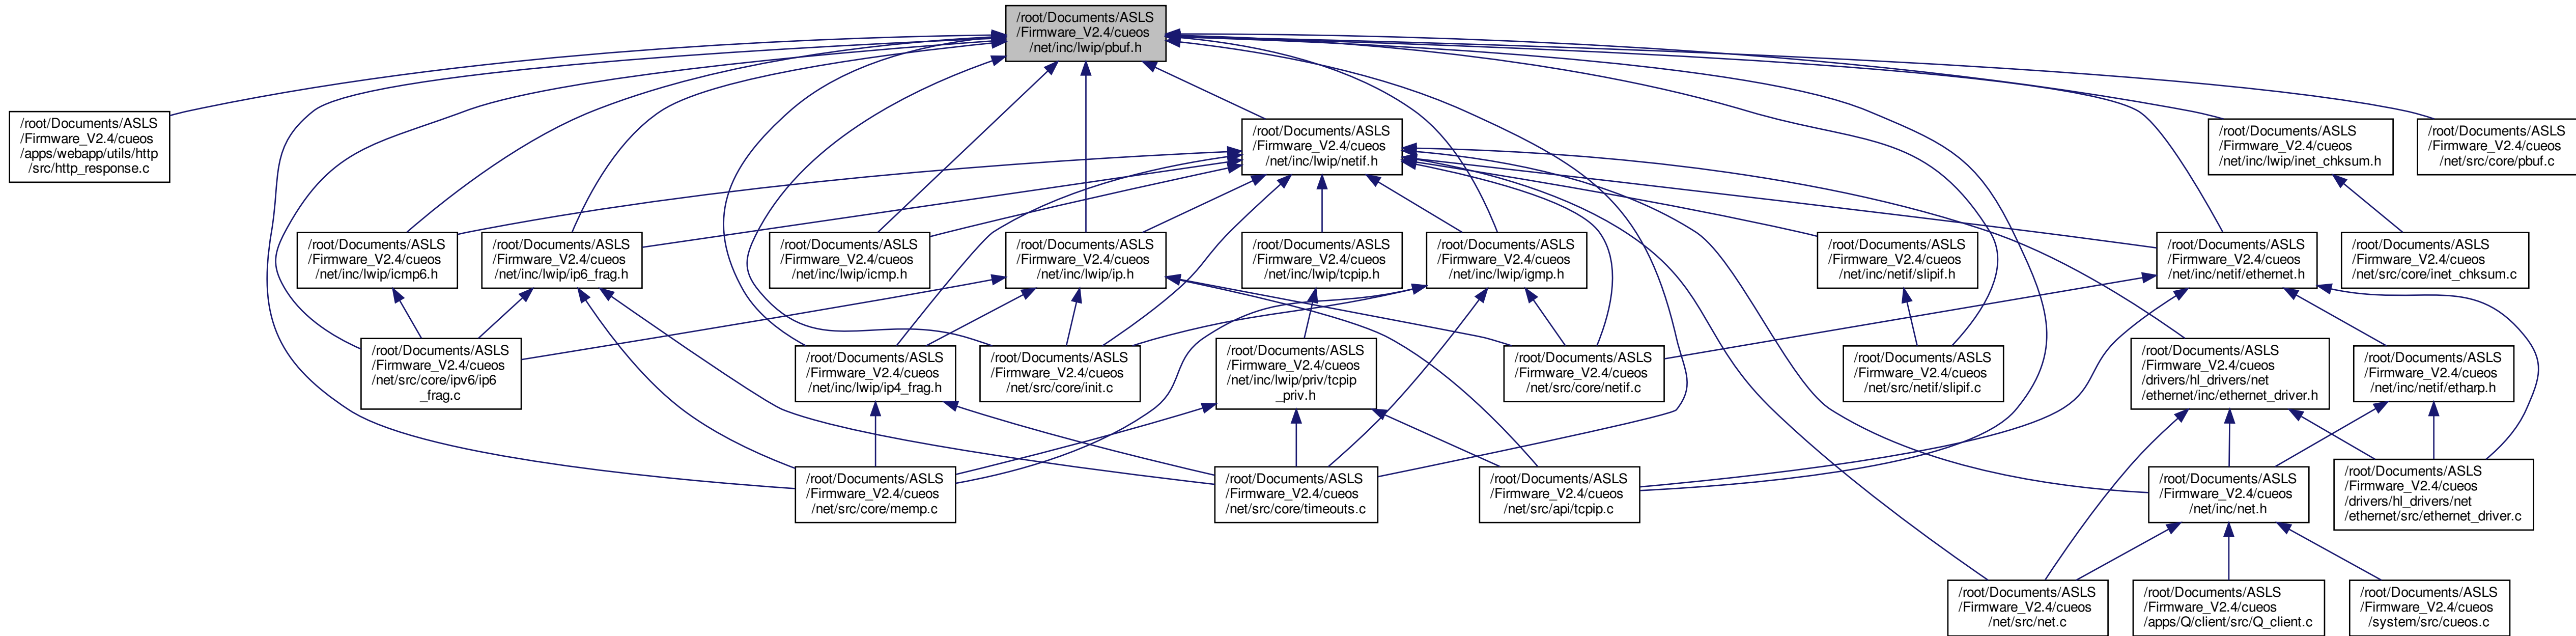 /root/Documents/ASLS
/Firmware_V2.4/cueos
/net/inc/lwip/pbuf.h
/root/Documents/ASLS
/Firmware_V2.4/cueos
/apps/webapp/utils/http
/src/http_response.c
/root/Documents/ASLS
/Firmware_V2.4/cueos
/net/inc/lwip/netif.h
/root/Documents/ASLS
/Firmware_V2.4/cueos
/net/inc/lwip/inet_chksum.h
/root/Documents/ASLS
/Firmware_V2.4/cueos
/net/src/core/pbuf.c
/root/Documents/ASLS
/Firmware_V2.4/cueos
/net/inc/lwip/icmp6.h
/root/Documents/ASLS
/Firmware_V2.4/cueos
/net/inc/lwip/ip6_frag.h
/root/Documents/ASLS
/Firmware_V2.4/cueos
/net/inc/lwip/icmp.h
/root/Documents/ASLS
/Firmware_V2.4/cueos
/net/inc/lwip/ip.h
/root/Documents/ASLS
/Firmware_V2.4/cueos
/net/inc/lwip/tcpip.h
/root/Documents/ASLS
/Firmware_V2.4/cueos
/net/inc/lwip/igmp.h
/root/Documents/ASLS
/Firmware_V2.4/cueos
/net/inc/netif/slipif.h
/root/Documents/ASLS
/Firmware_V2.4/cueos
/net/inc/netif/ethernet.h
/root/Documents/ASLS
/Firmware_V2.4/cueos
/net/src/core/inet_chksum.c
/root/Documents/ASLS
/Firmware_V2.4/cueos
/net/src/core/ipv6/ip6
_frag.c
/root/Documents/ASLS
/Firmware_V2.4/cueos
/net/inc/lwip/ip4_frag.h
/root/Documents/ASLS
/Firmware_V2.4/cueos
/net/src/core/init.c
/root/Documents/ASLS
/Firmware_V2.4/cueos
/net/inc/lwip/priv/tcpip
_priv.h
/root/Documents/ASLS
/Firmware_V2.4/cueos
/net/src/core/netif.c
/root/Documents/ASLS
/Firmware_V2.4/cueos
/net/src/netif/slipif.c
/root/Documents/ASLS
/Firmware_V2.4/cueos
/drivers/hl_drivers/net
/ethernet/inc/ethernet_driver.h
/root/Documents/ASLS
/Firmware_V2.4/cueos
/net/inc/netif/etharp.h
/root/Documents/ASLS
/Firmware_V2.4/cueos
/net/src/core/memp.c
/root/Documents/ASLS
/Firmware_V2.4/cueos
/net/src/core/timeouts.c
/root/Documents/ASLS
/Firmware_V2.4/cueos
/net/src/api/tcpip.c
/root/Documents/ASLS
/Firmware_V2.4/cueos
/net/inc/net.h
/root/Documents/ASLS
/Firmware_V2.4/cueos
/drivers/hl_drivers/net
/ethernet/src/ethernet_driver.c
/root/Documents/ASLS
/Firmware_V2.4/cueos
/net/src/net.c
/root/Documents/ASLS
/Firmware_V2.4/cueos
/apps/Q/client/src/Q_client.c
/root/Documents/ASLS
/Firmware_V2.4/cueos
/system/src/cueos.c